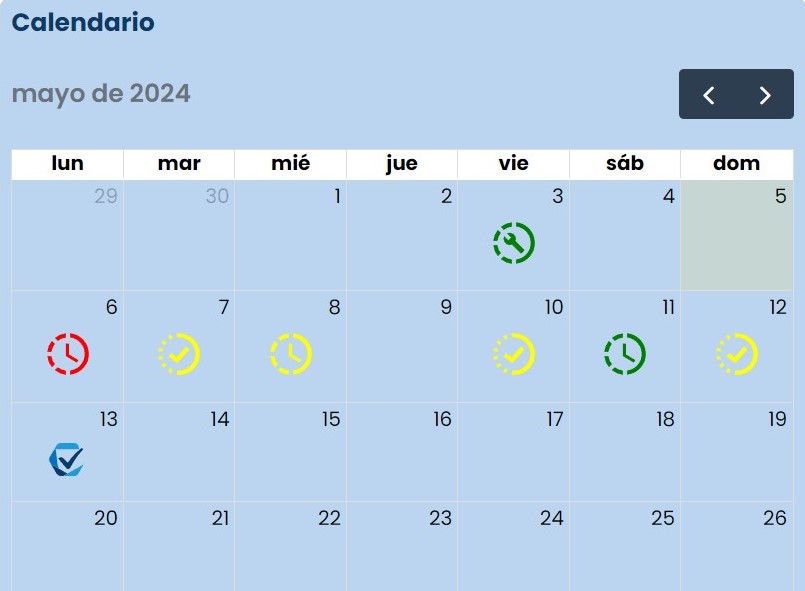 Calendario
mayo de 2024
lun mar mié jue vie sáb dom
29 30 1 2 3 4 5
6 7 8 9 10 11 12
13 14 15 16 17 18 19
20 21 22 23 24 25 26